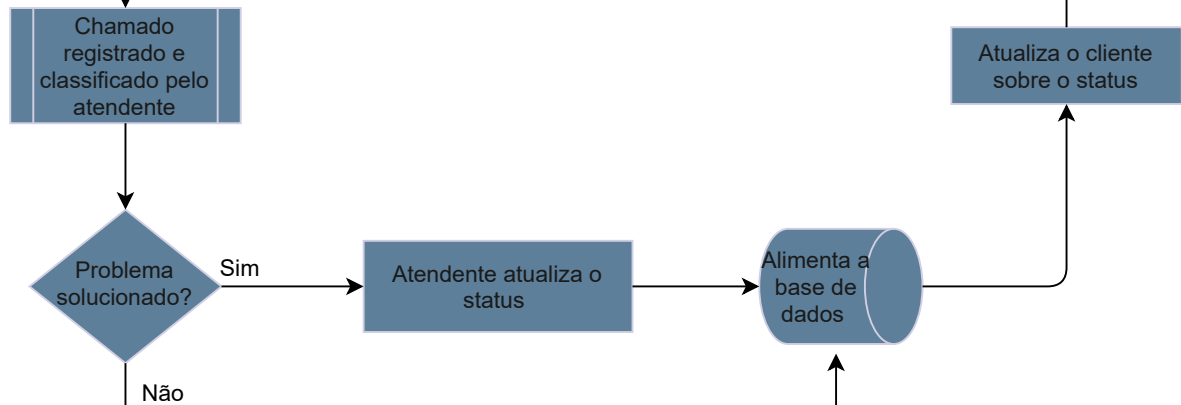 Chamado
registrado e
classificado pelo
atendente
Atualiza o cliente
sobre o status
Problema
solucionado?
Sim
Atendente atualiza o
status
Alimenta a
base de
dados
Não